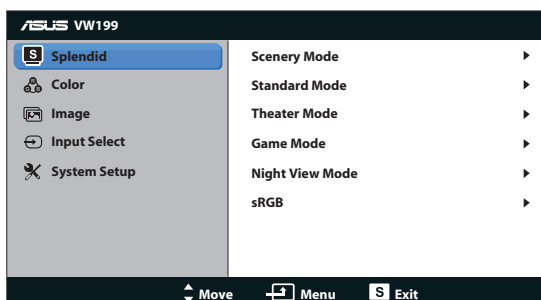 ASUS VW199
S Splendid
Color
Image
Input Select
System Setup
Scenery Mode
Standard Mode
Theater Mode
Game Mode
Night View Mode
sRGB
Move Menu S Exit